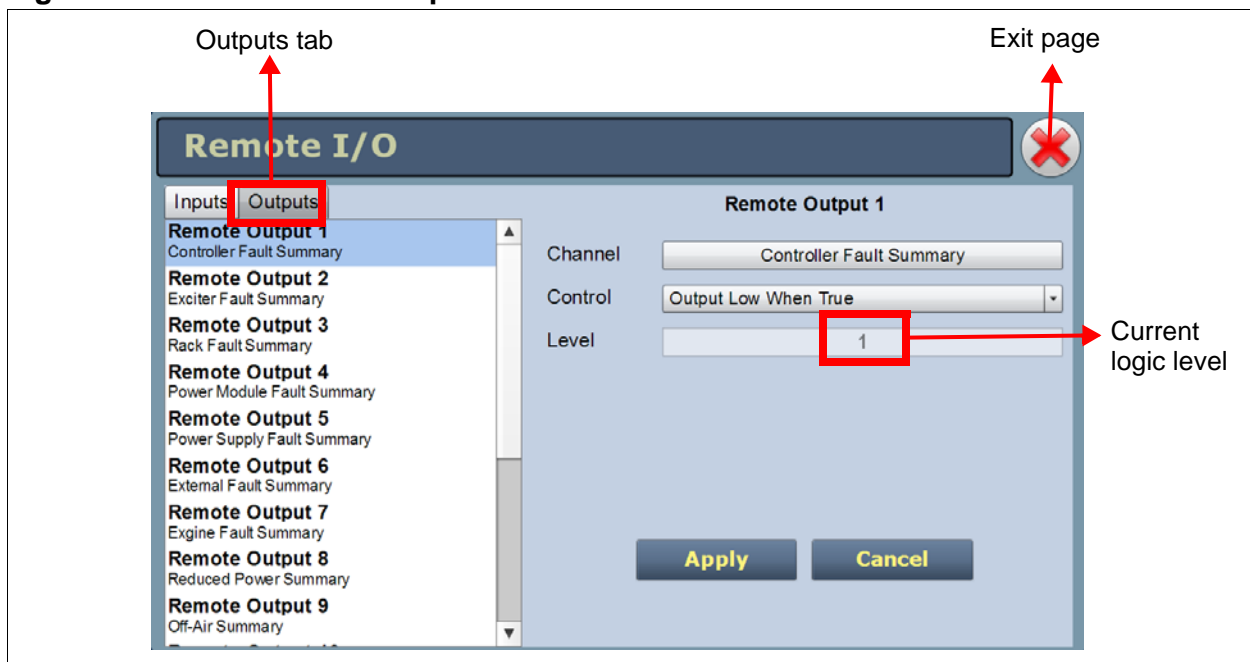 Outputs tab
Exit page
Remote I/O
Inputs Outputs
Remote Output 1
Controller Fault Summary
Remote Output 2
Exciter Fault Summary
Remote Output 3
Rack Fault Summary
Remote Output 4
Power Module Fault Summary
Remote Output 5
Power Supply Fault Summary
Remote Output 6
External Fault Summary
Remote Output 7
Exgine Fault Summary
Remote Output 8
Reduced Power Summary
Remote Output 9
Off-Air Summary
Remote Output 1
Channel Controller Fault Summary
Control Output Low When True
Level 1
Current
logic level
Apply Cancel